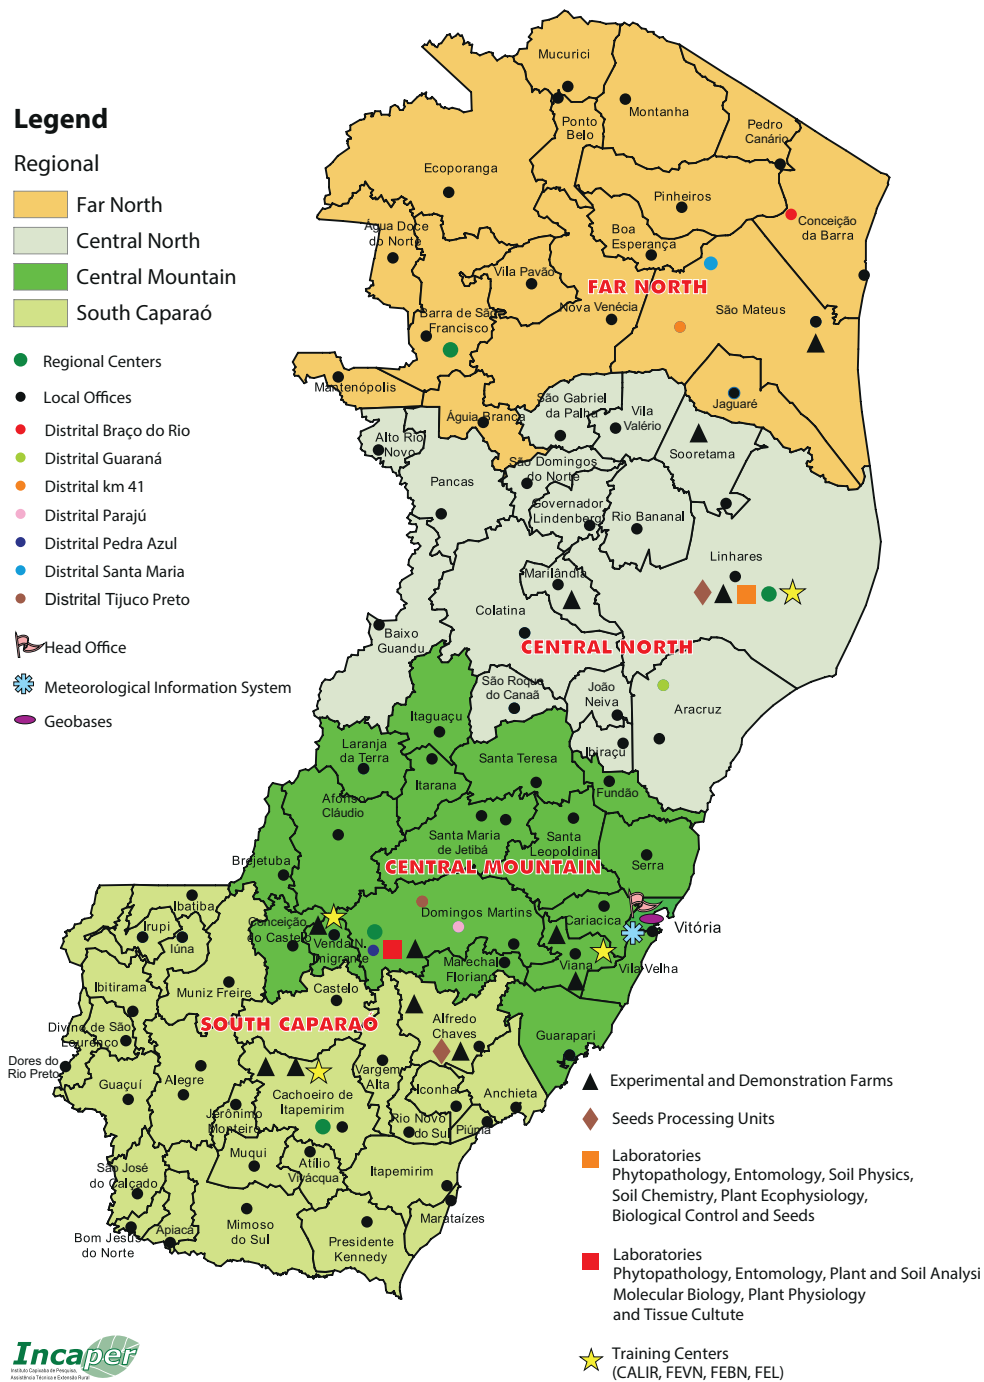 Legend
Regional
Far North
Central North
Central Mountain
South Caparaó
Regional Centers
Local Offices
Distrital Braço do Rio
Distrital Guaraná
Distrital km 41
Distrital Parajú
Distrital Pedra Azul
Distrital Santa Maria
Distrital Tijuco Preto
Head Office
Meteorological Information System
Geobases
Mucurici
Montanha
Ponto
Belo
Pedro
Canário
Ecoporanga
Pinheiros
Conceição
da Barra
Água Doce
do Norte
Boa
Esperança
Vila Pavão
FAR NORTH
Nova Venécia
São Mateus
Barra de São
Francisco
Mantenópolis
Jaguaré
Águia Branca
São Gabriel
da Palha
Vila
Valério
Alto Rio
Novo
Sooretama
Pancas
São Domingos
do Norte
Governador
Lindenberg
Rio Bananal
Linhares
Marilândia
Colatina
Baixo
Guandu
CENTRAL NORTH
São Roque
do Canaã
João
Neiva
Aracruz
Itaguaçu
Ibiraçu
Laranja
da Terra
Santa Teresa
Itarana
Fundão
Afonso
Cláudio
Santa Maria
de Jetibá
Santa
Leopoldina
Brejetuba
CENTRAL MOUNTAIN
Serra
Ibatiba
Domingos Martins
Cariacica
Vitória
Conceição
do Castelo
Irupi
Iúna
Venda N.
Imigrante
Marechal
Floriano
Viana
Vila Velha
Ibitirama
Muniz Freire
Castelo
SOUTH CAPARAO
Alfredo
Chaves
Guarapari
Divino de São
Lourenço
Dores do
Rio Preto
Guaçuí
Alegre
Vargem
Alta
Iconha
Anchieta
Cachoeiro de
Itapemirim
Jerônimo
Monteiro
Rio Novo
do Sul
Piúma
Muqui
Atílio
Vivácqua
Itapemirim
São José
do Calçado
Marataízes
Bom Jesus
do Norte
Apiacá
Mimoso
do Sul
Presidente
Kennedy
Experimental and Demonstration Farms
Seeds Processing Units
Laboratories
Phytopathology, Entomology, Soil Physics,
Soil Chemistry, Plant Ecophysiology,
Biological Control and Seeds
Laboratories
Phytopathology, Entomology, Plant and Soil Analysi
Molecular Biology, Plant Physiology
and Tissue Cultute
Training Centers
(CALIR, FEVN, FEBN, FEL)
Incaper
Instituto Capixaba de Pesquisa,
Assistência Técnica e Extensão Rural